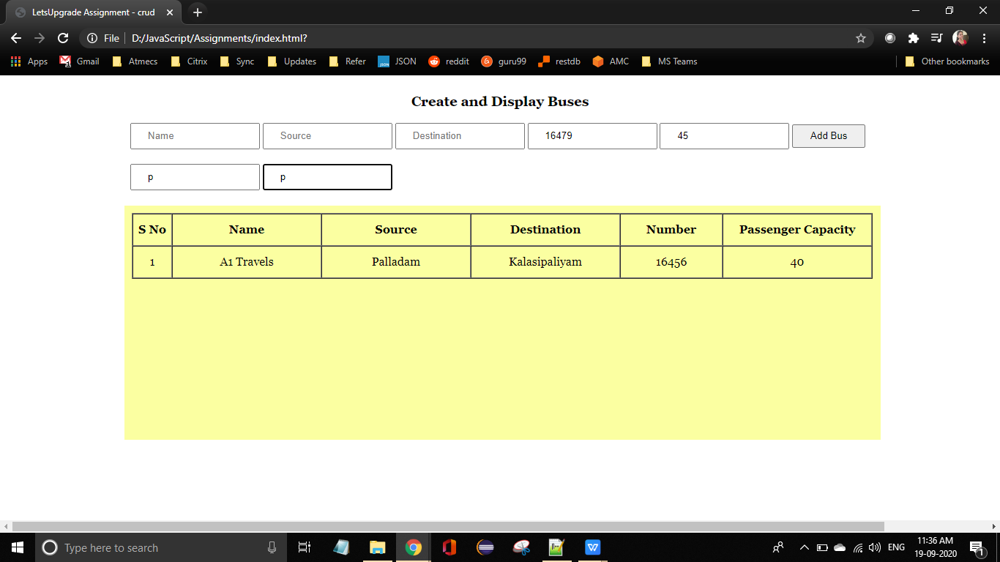 LetsUpgrade Assignment - crud
File D:/JavaScript/Assignments/index.html?
Apps Gmail Atmecs Citrix Sync Updates Refer JSON reddit guru99 restdb AMC MS Teams Other bookmarks
Create and Display Buses
Name Source Destination 16479 45 Add Bus
p p
S No Name Source Destination Number Passenger Capacity
1 A1 Travels Palladam Kalasipaliyam 16456 40
Type here to search
ENG
11:36 AM
19-09-2020
1